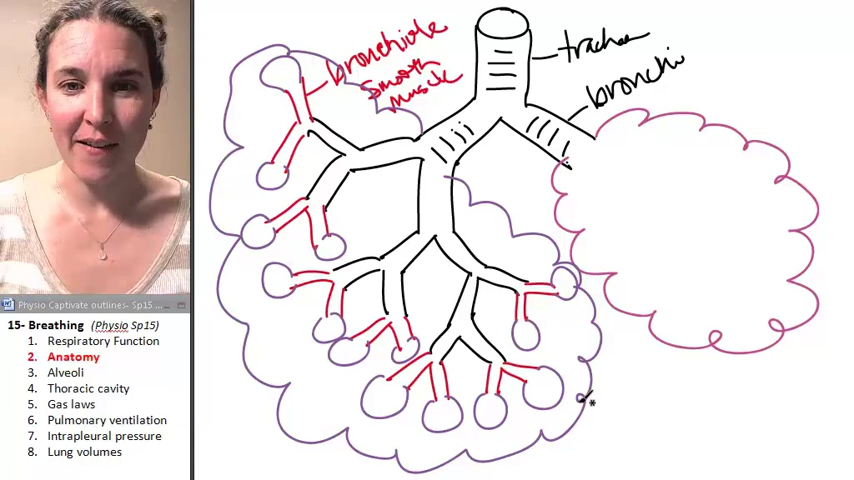 bronchiole
smooth
muscle
trachea
bronchi
Physio Captivate outlines- Sp15 ...
15- Breathing (Physio Sp15)
1. Respiratory Function
2. Anatomy
3. Alveoli
4. Thoracic cavity
5. Gas laws
6. Pulmonary ventilation
7. Intrapleural pressure
8. Lung volumes